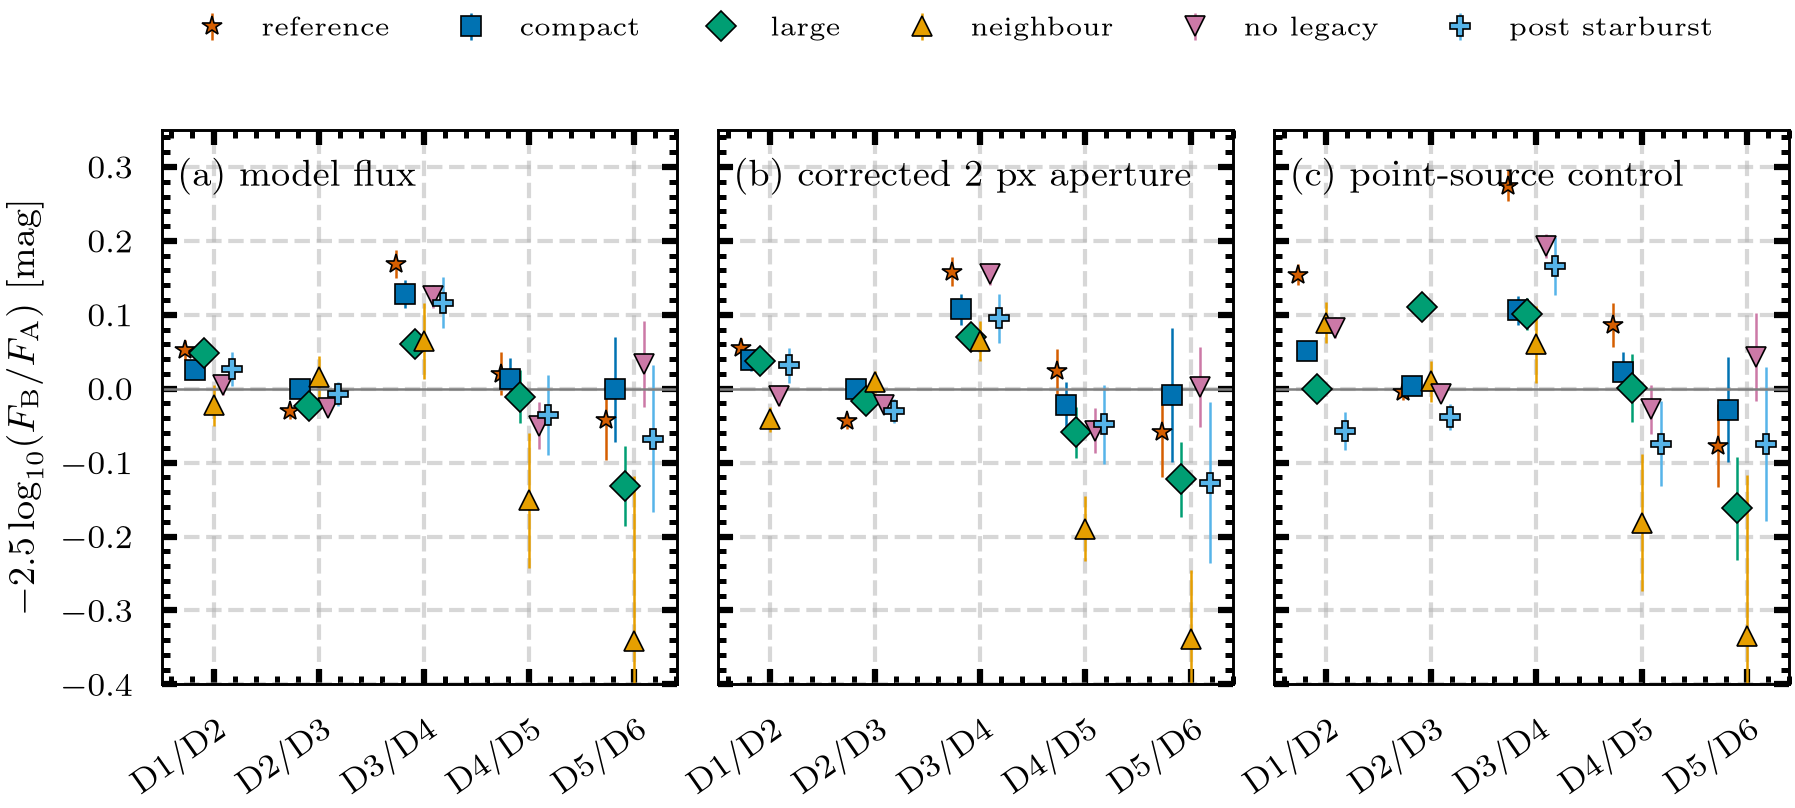 reference compact large neighbour no legacy post starburst
(a) model flux (b) corrected 2 px aperture (c) point-source control
−2.5 log10(FB/FA) [mag]
0.3
0.2
0.1
0.0
−0.1
−0.2
−0.3
−0.4
D1/D2 D2/D3 D3/D4 D4/D5 D5/D6 D1/D2 D2/D3 D3/D4 D4/D5 D5/D6 D1/D2 D2/D3 D3/D4 D4/D5 D5/D6